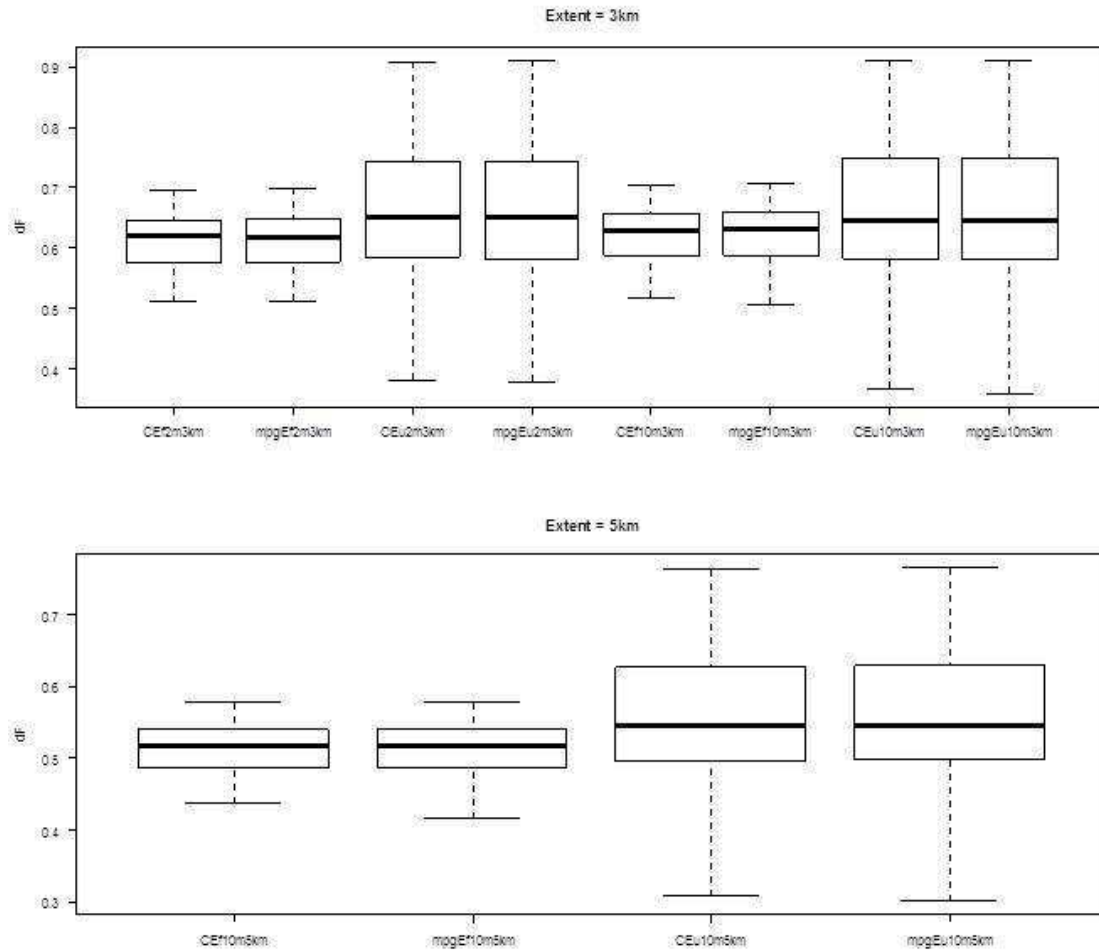 Extent = 3km
0.9
0.8
0.7
0.6
0.5
0.4
dF
CEf2m3km mpgEf2m3km CEu2m3km mpgEu2m3km CEf10m3km mpgEf10m3km CEu10m3km mpgEu10m3km
Extent = 5km
0.7
0.6
0.5
0.4
0.3
dF
CEf10m5km mpgEf10m5km CEu10m5km mpgEu10m5km